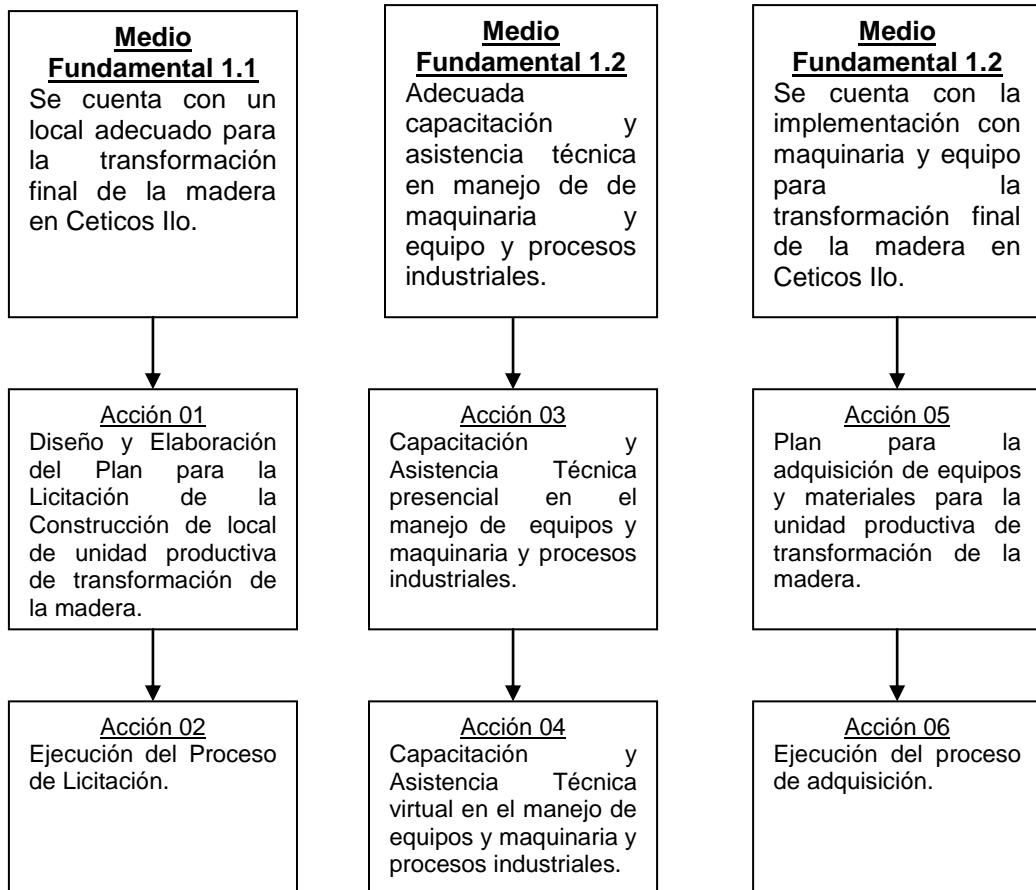 Medio
Fundamental 1.1
Se cuenta con un
local adecuado para
la transformación
final de la madera
en Ceticos Ilo.
Medio
Fundamental 1.2
Adecuada
capacitación y
asistencia técnica
en manejo de de
maquinaria y
equipo y procesos
industriales.
Medio
Fundamental 1.2
Se cuenta con la
implementación con
maquinaria y equipo
para la
transformación final
de la madera en
Ceticos Ilo.
Acción 01
Diseño y Elaboración
del Plan para la
Licitación de la
Construcción de local
de unidad productiva
de transformación de
la madera.
Acción 03
Capacitación y
Asistencia Técnica
presencial en el
manejo de equipos y
maquinaria y procesos
industriales.
Acción 05
Plan para la
adquisición de equipos
y materiales para la
unidad productiva de
transformación de la
madera.
Acción 02
Ejecución del Proceso
de Licitación.
Acción 04
Capacitación y
Asistencia Técnica
virtual en el manejo de
equipos y maquinaria y
procesos industriales.
Acción 06
Ejecución del proceso
de adquisición.